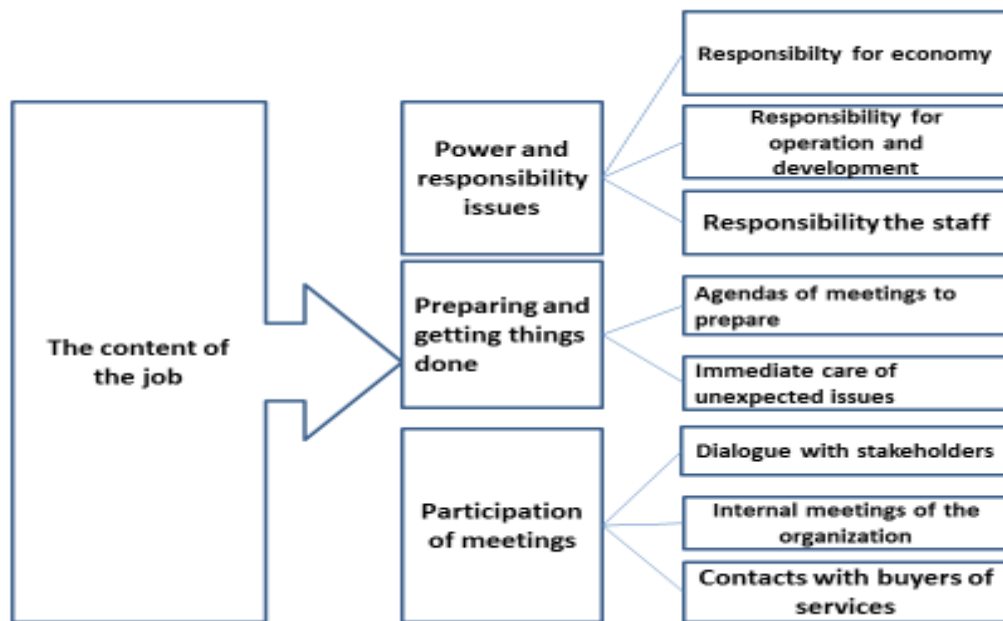 The content of
the job
Power and
responsibility
issues
Responsibilty for economy
Responsibility for
operation and
development
Responsibility the staff
Preparing and
getting things
done
Agendas of meetings to
prepare
Immediate care of
unexpected issues
Participation
of meetings
Dialogue with stakeholders
Internal meetings of the
organization
Contacts with buyers of
services